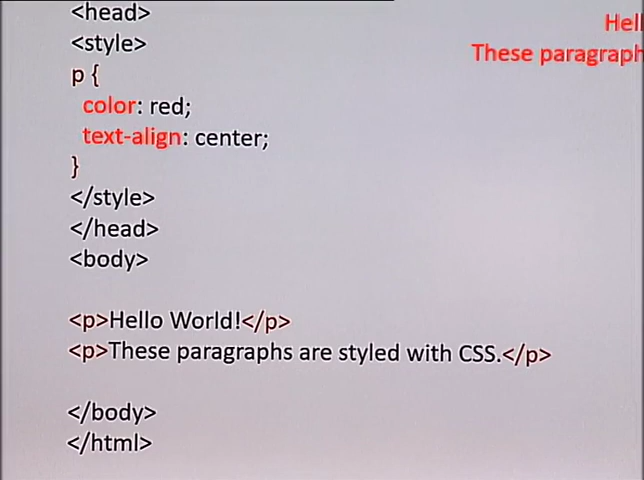 <head>
<style>
p {
color: red;
text-align: center;
}
</style>
</head>
<body>
<p>Hello World!</p>
<p>These paragraphs are styled with CSS.</p>
</body>
</html>
Hell
These paragraph